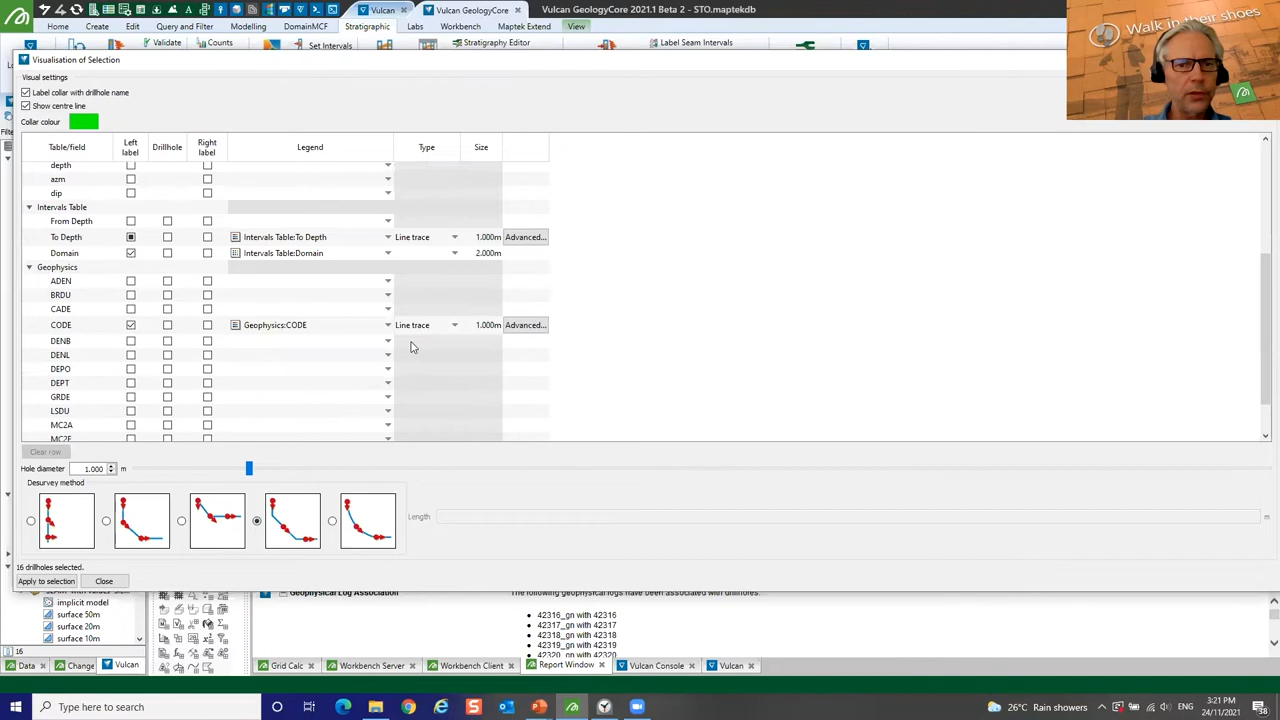 Vulcan
Vulcan GeologyCore
Vulcan GeologyCore 2021.1 Beta 2 - STO.maptekdb
Home
Create
Edit
Query and Filter
Modelling
DomainMCF
Stratigraphic
Labs
Workbench
Maptek Extend
View
Validate
Counts
Set Intervals
Stratigraphy Editor
Label Seam Intervals
Walk in their shoes
Visualisation of Selection
Visual settings
Label collar with drillhole name
Show centre line
Collar colour
Table/field
Left label
Drillhole
Right label
Legend
Type
Size
depth
azm
dip
Intervals Table
From Depth
To Depth
Intervals Table:To Depth
Line trace
1.000m
Advanced...
Domain
Intervals Table:Domain
2.000m
Geophysics
ADEN
BRDU
CADE
CODE
Geophysics:CODE
Line trace
1.000m
Advanced...
DENB
DENL
DEPO
DEPT
GRDE
LSDU
MC2A
MC2F
Clear row
Hole diameter
1.000
m
Desurvey method
Length
m
16 drillholes selected.
Apply to selection
Close
implicit model
surface 50m
surface 20m
surface 10m
16
Geophysical Log Association
The following geophysical logs have been associated with drillholes:
• 42316_gn with 42316
• 42317_gn with 42317
• 42318_gn with 42318
• 42319_gn with 42319
• 42320_gn with 42320
Data
Change
Vulcan
Grid Calc
Workbench Server
Workbench Client
Report Window
Vulcan Console
Vulcan
Type here to search
26°C Rain showers
3:21 PM
24/11/2021
38